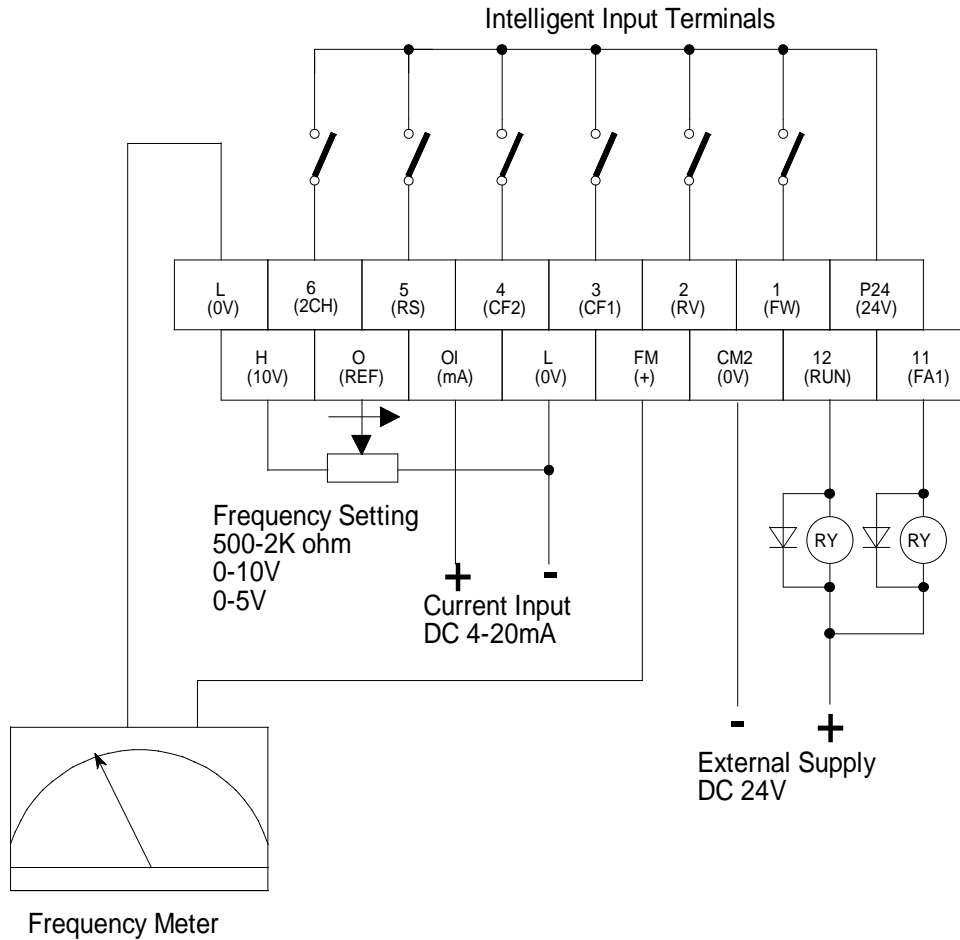 Intelligent Input Terminals
L
(0V)
6
(2CH)
5
(RS)
4
(CF2)
3
(CF1)
2
(RV)
1
(FW)
P24
(24V)
H
(10V)
O
(REF)
OI
(mA)
L
(0V)
FM
(+)
CM2
(0V)
12
(RUN)
11
(FA1)
Frequency Setting
500-2K ohm
0-10V
0-5V
+ -
Current Input
DC 4-20mA
RY
RY
- +
External Supply
DC 24V
Frequency Meter